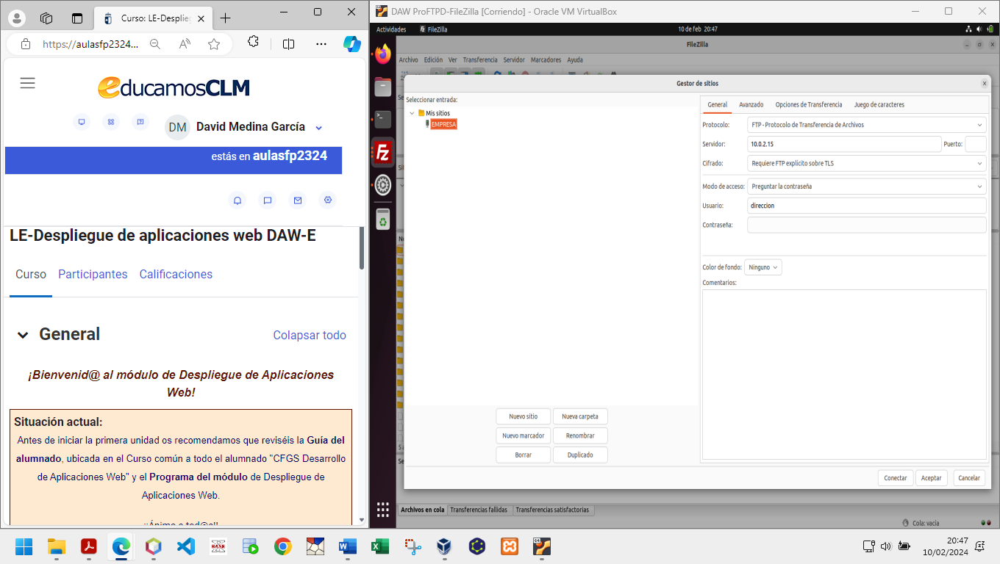 Curso: LE-Desplie
https://aulasfp2324...
educamosCLM
DM
David Medina García
estás en aulasfp2324
LE-Despliegue de aplicaciones web DAW-E
Curso
Participantes
Calificaciones
General
Colapsar todo
¡Bienvenid@ al módulo de Despliegue de Aplicaciones
Web!
Situación actual:
Antes de iniciar la primera unidad os recomendamos que reviséis la Guía del
alumnado, ubicada en el Curso común a todo el alumnado "CFGS Desarrollo
de Aplicaciones Web" y el Programa del módulo de Despliegue de
Aplicaciones Web.
DAW ProFTPD-FileZilla [Corriendo] - Oracle VM VirtualBox
Actividades
FileZilla
10 de feb 20:47
FileZilla
Archivo
Edición
Ver
Transferencia
Servidor
Marcadores
Ayuda
Gestor de sitios
Seleccionar entrada:
Mis sitios
EMPRESA
Nuevo sitio
Nueva carpeta
Nuevo marcador
Renombrar
Borrar
Duplicado
General
Avanzado
Opciones de Transferencia
Juego de caracteres
Protocolo:
FTP - Protocolo de Transferencia de Archivos
Servidor:
10.0.2.15
Puerto:
Cifrado:
Requiere FTP explícito sobre TLS
Modo de acceso:
Preguntar la contraseña
Usuario:
direccion
Contraseña:
Color de fondo:
Ninguno
Comentarios:
Conectar
Aceptar
Cancelar
Archivos en cola
Transferencias fallidas
Transferencias satisfactorias
Cola: vacía
20:47
10/02/2024